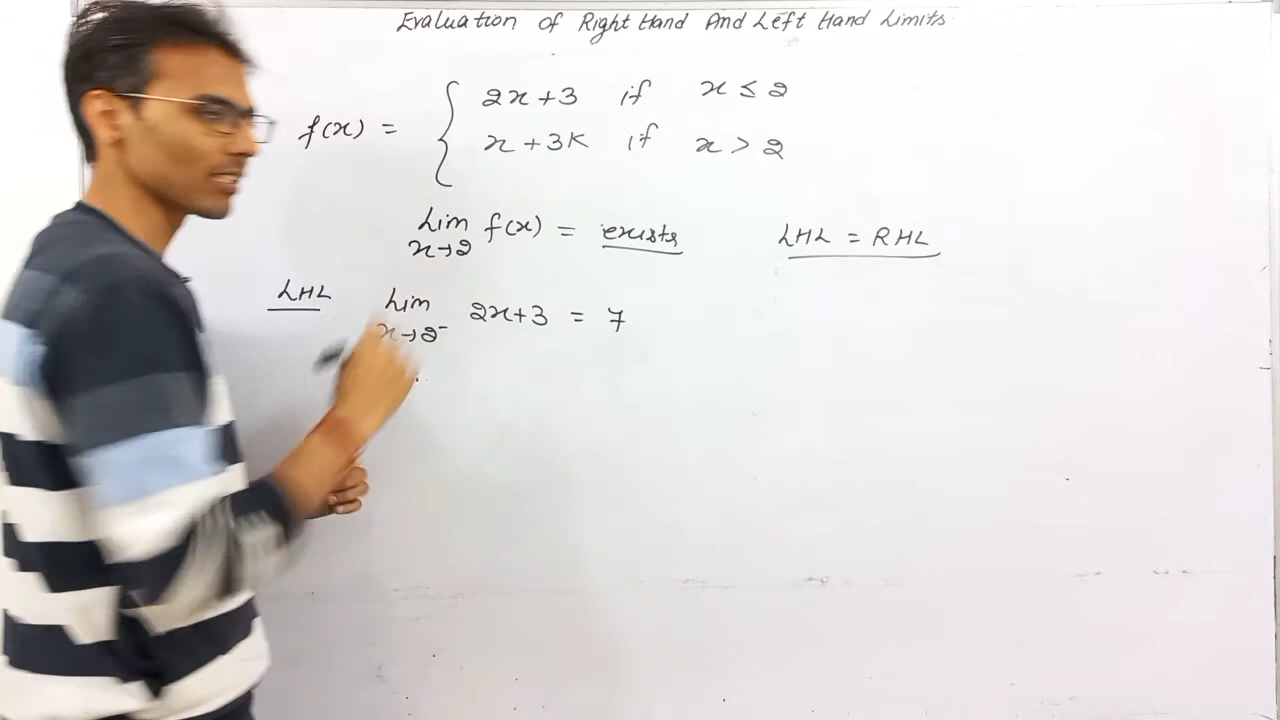 Evaluation of Right Hand And Left Hand Limits
f(x) = { 2x+3 if x ≤ 2
x + 3K if x > 2
Lim x→2 f(x) = exists LHL = RHL
LHL Lim x→2⁻ 2x+3 = 7